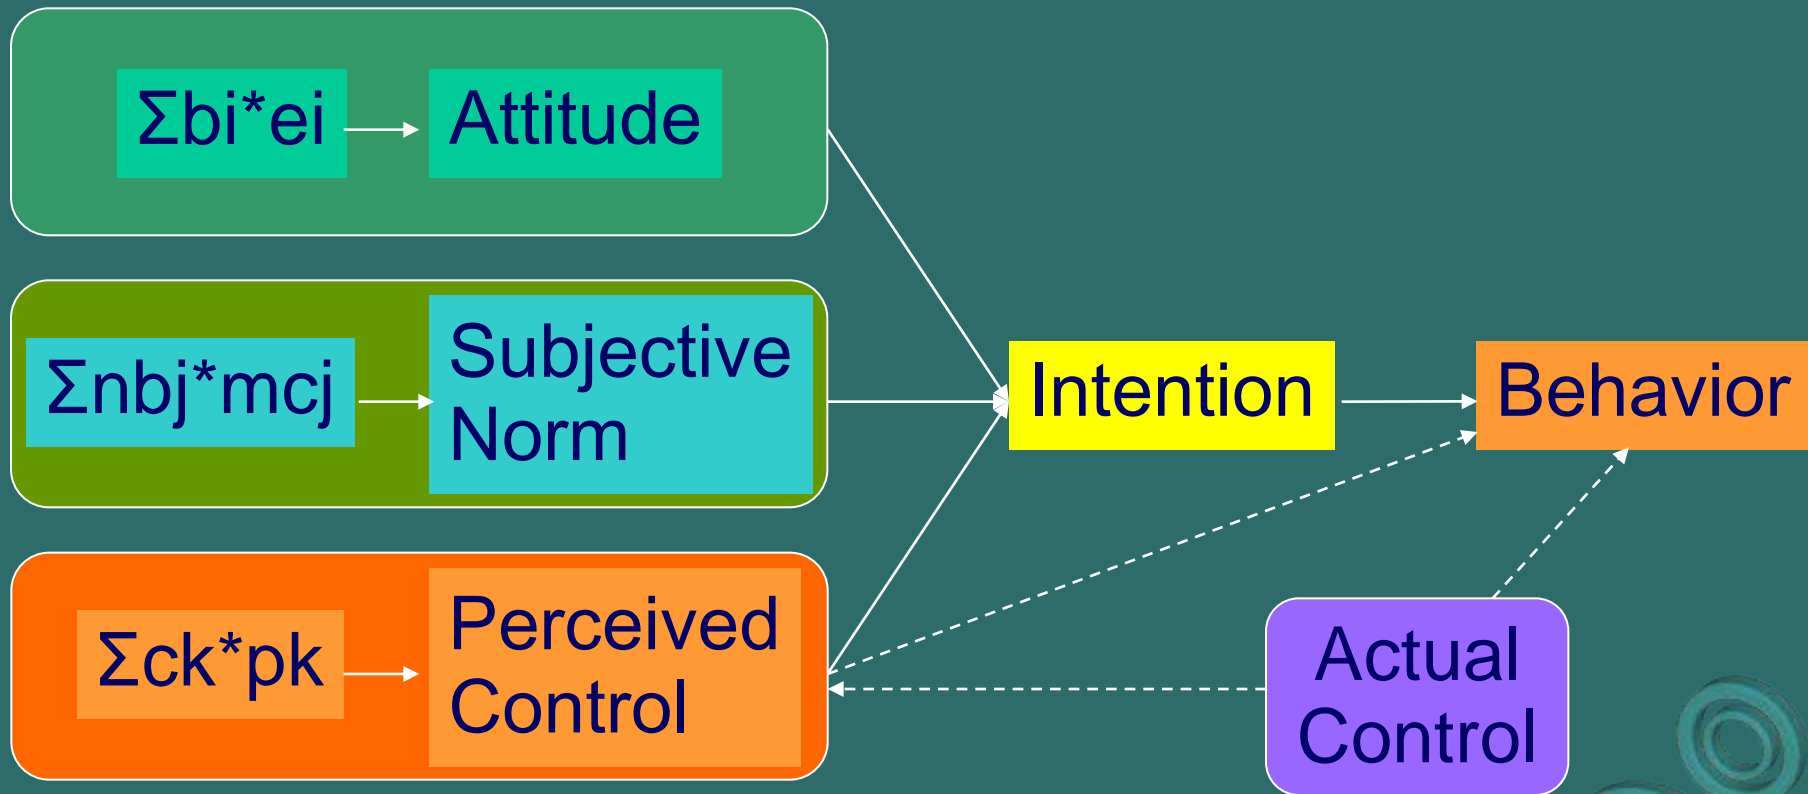 Σbi*ei
Attitude
Σnbj*mcj
Subjective
Norm
Intention
Behavior
Σck*pk
Perceived
Control
Actual
Control